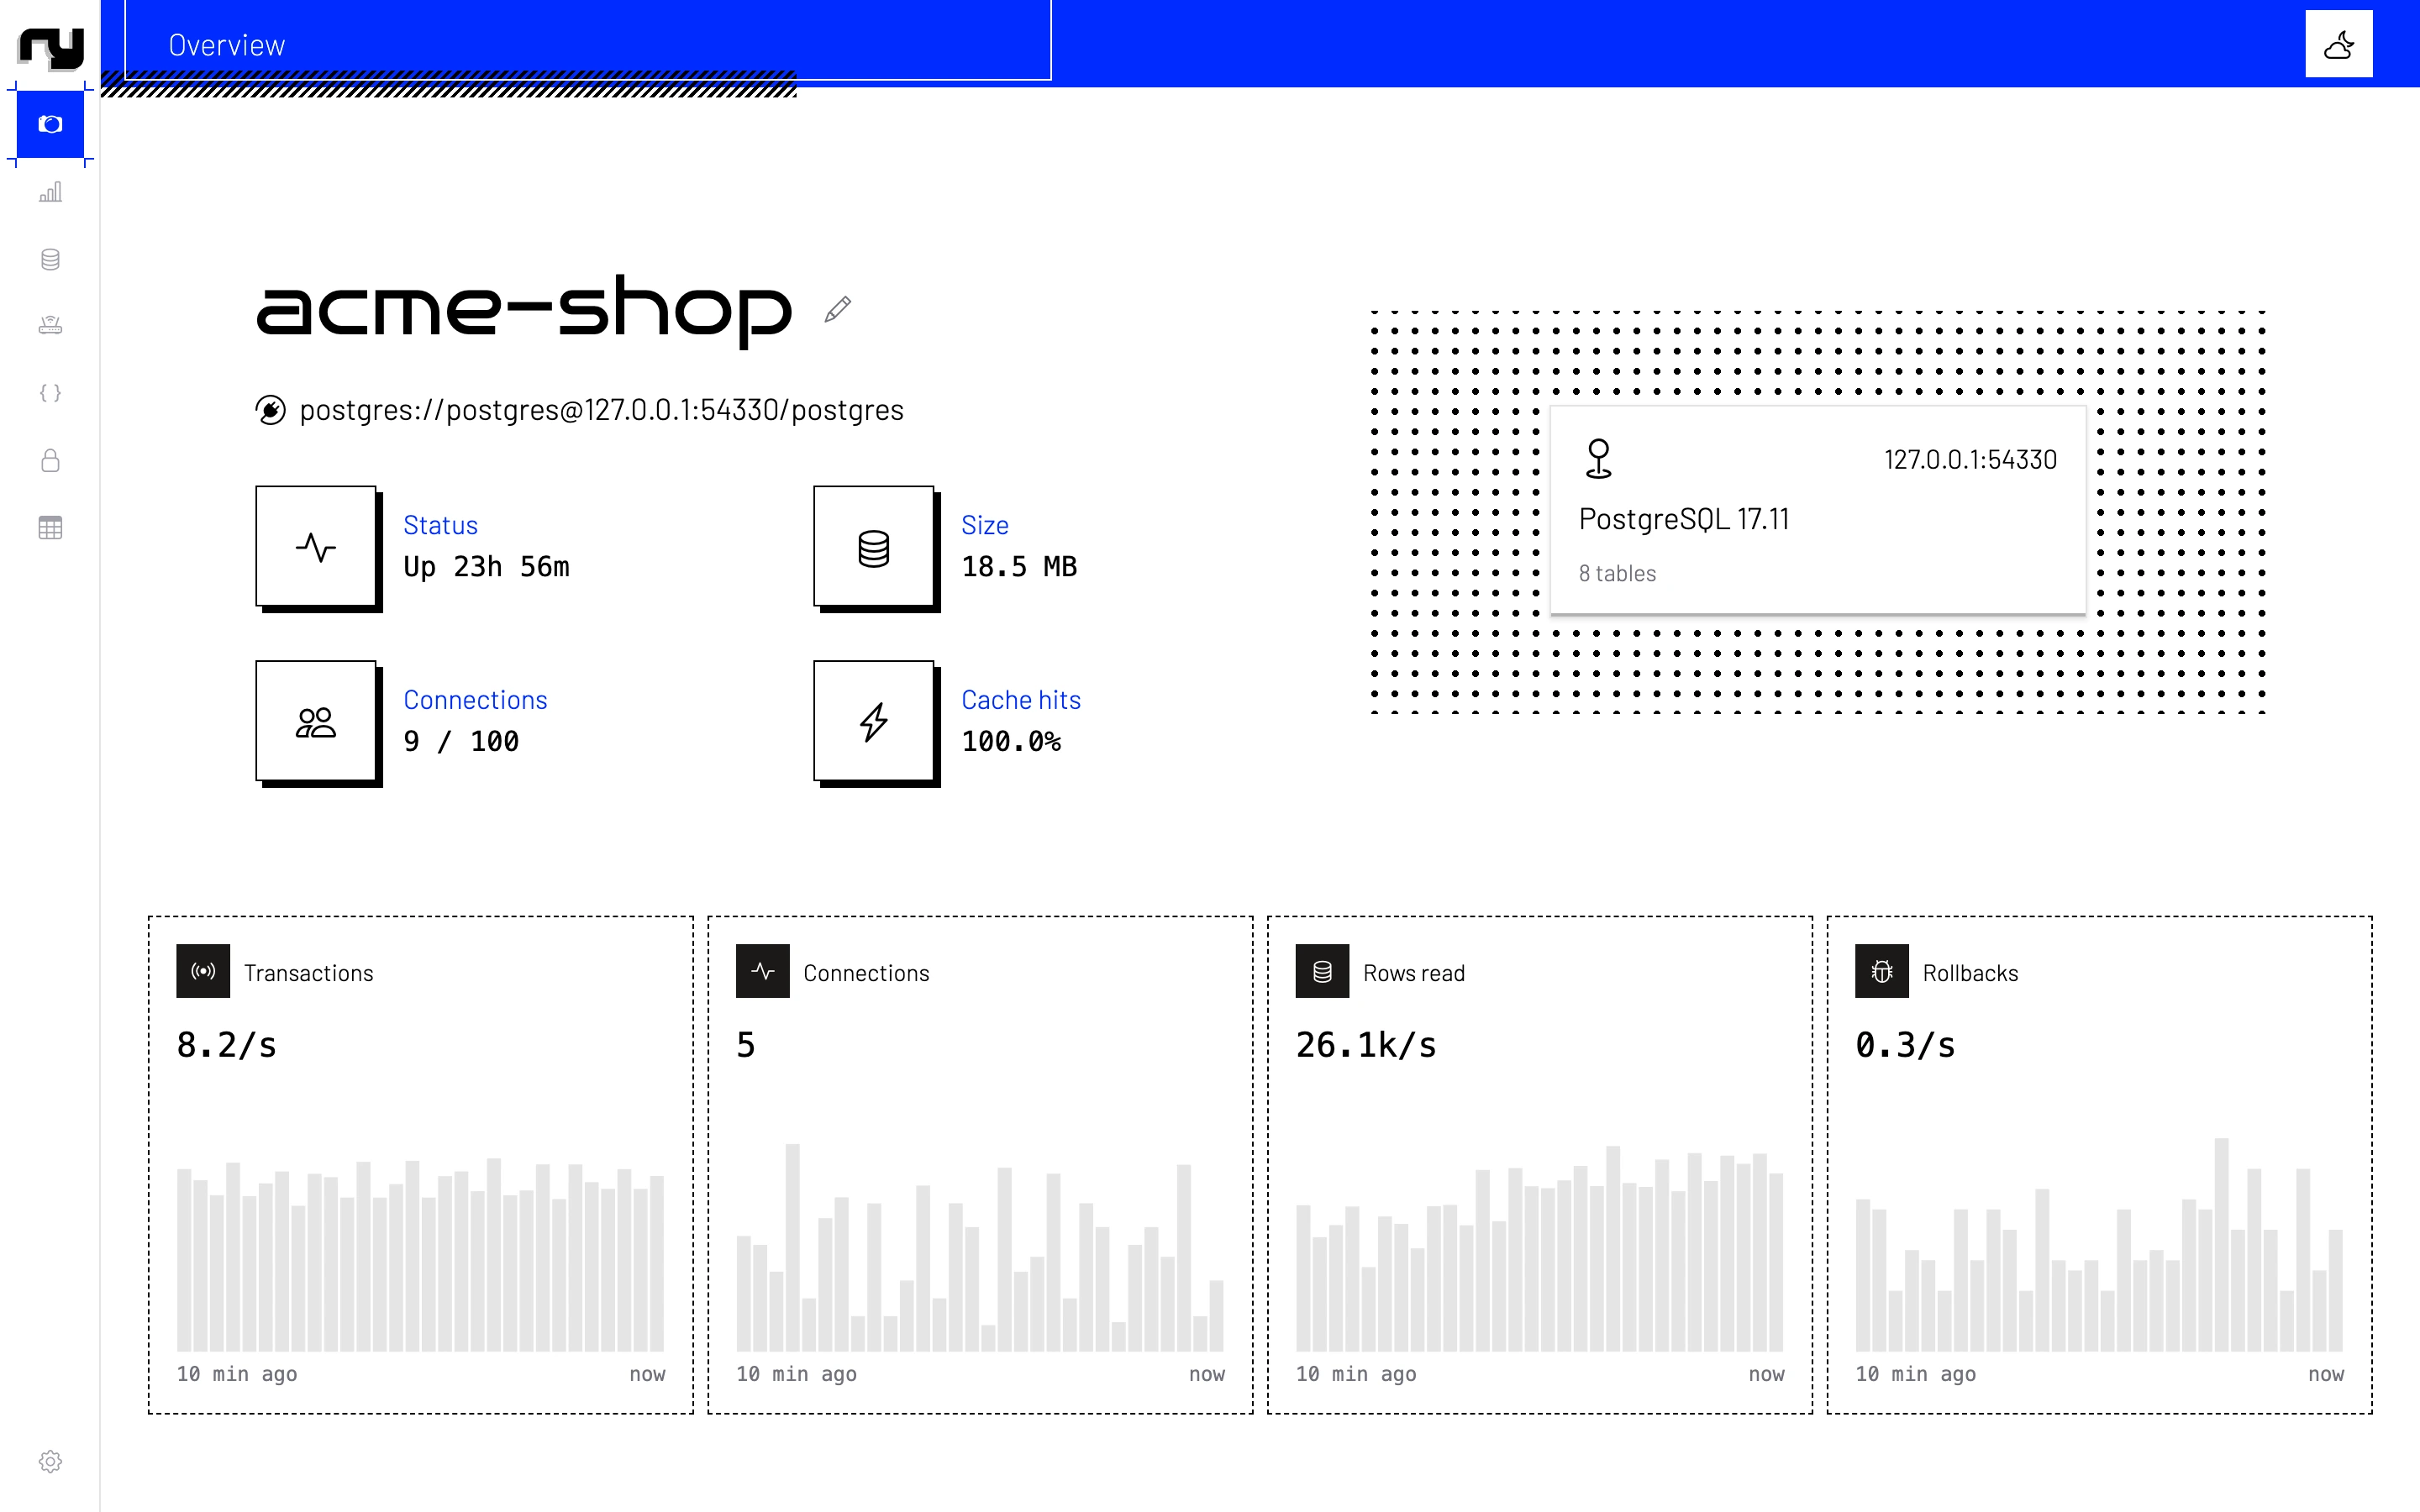 ry
Overview
acme-shop
postgres://postgres@127.0.0.1:54330/postgres
Status
Up 23h 56m
Size
18.5 MB
Connections
9 / 100
Cache hits
100.0%
127.0.0.1:54330
PostgreSQL 17.11
8 tables
Transactions
8.2/s
10 min ago now
Connections
5
10 min ago now
Rows read
26.1k/s
10 min ago now
Rollbacks
0.3/s
10 min ago now